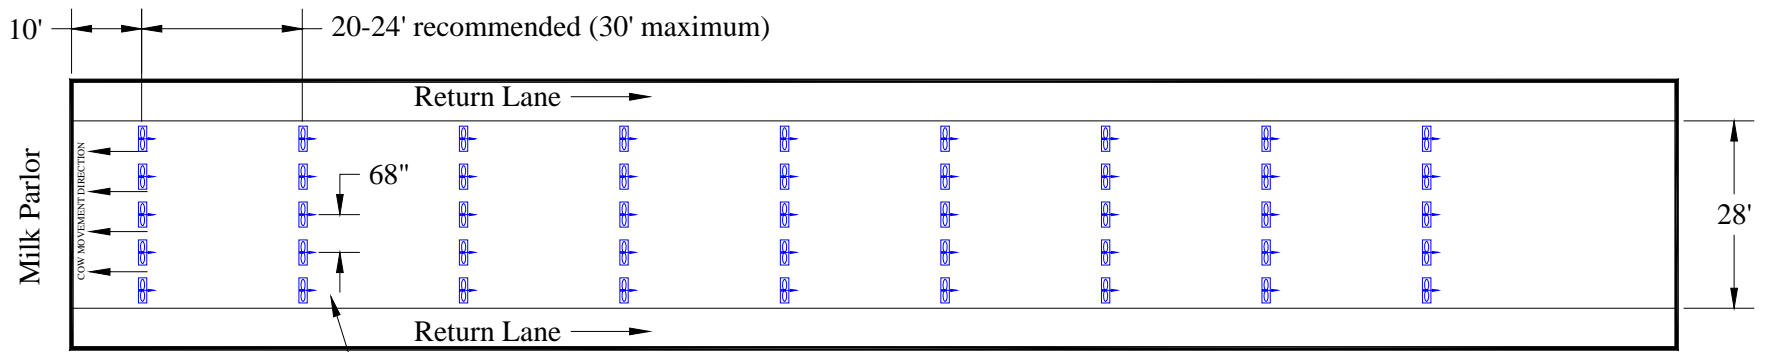 10'
20-24' recommended (30' maximum)
Return Lane
Milk Parlor
COW MOVEMENT DIRECTION
68"
28'
Return Lane